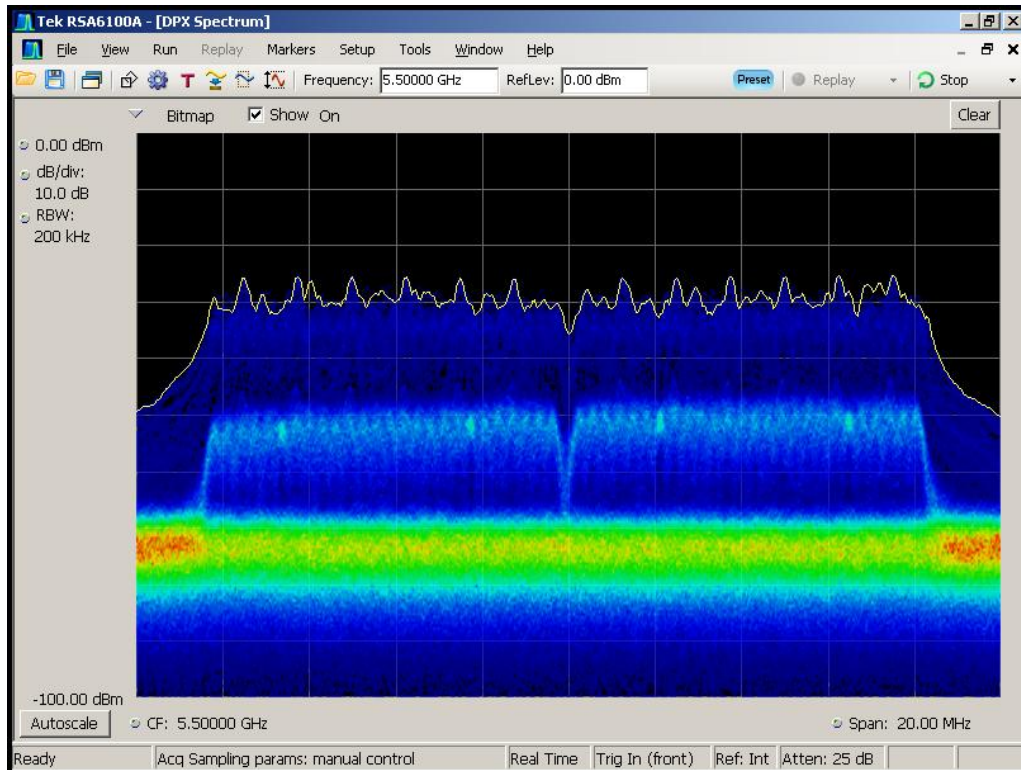 Tek RSA6100A - [DPX Spectrum]
File View Run Replay Markers Setup Tools Window Help
T Frequency: 5.50000 GHz RefLev: 0.00 dBm Preset Replay Stop
Bitmap Show On Clear
0.00 dBm
dB/div:
10.0 dB
RBW:
200 kHz
-100.00 dBm
Autoscale CF: 5.50000 GHz Span: 20.00 MHz
Ready Acq Sampling params: manual control Real Time Trig In (front) Ref: Int Atten: 25 dB